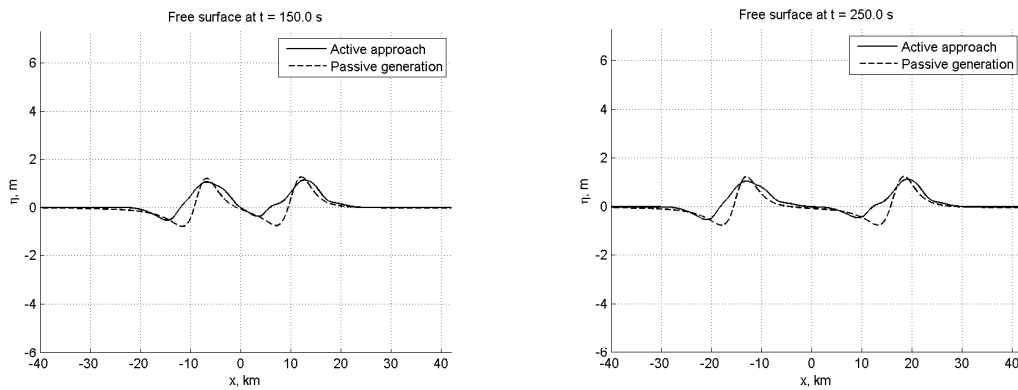 Free surface at t = 150.0 s
Active approach
Passive generation
6
4
2
0
-2
-4
-6
η, m
-40 -30 -20 -10 0 10 20 30 40
x, km
Free surface at t = 250.0 s
Active approach
Passive generation
6
4
2
0
-2
-4
-6
η, m
-40 -30 -20 -10 0 10 20 30 40
x, km